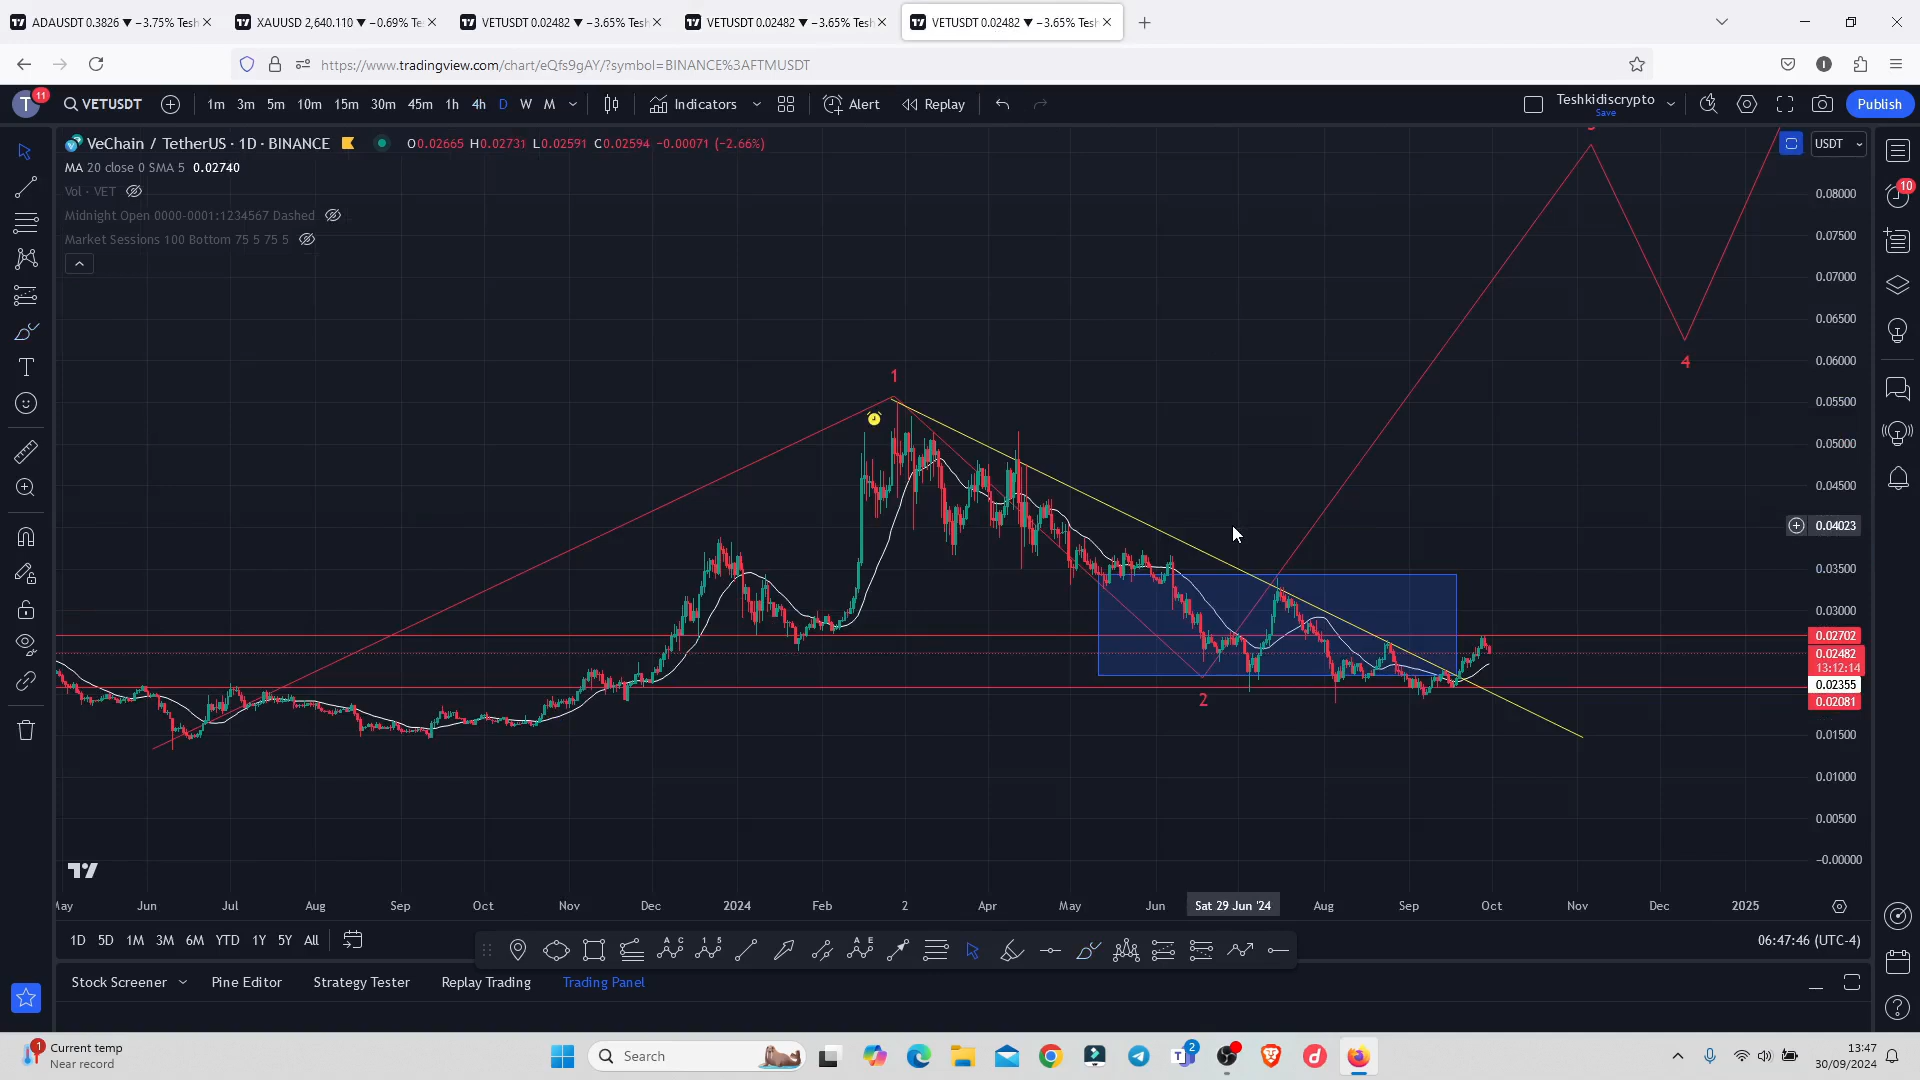 ADAUSDT 0.3826 ▼ −3.75% Tesh
XAUUSD 2,640.110 ▼ −0.69% Te
VETUSDT 0.02482 ▼ −3.65% Tesh
VETUSDT 0.02482 ▼ −3.65% Tesh
VETUSDT 0.02482 ▼ −3.65% Tesh
https://www.tradingview.com/chart/eQfs9gAY/?symbol=BINANCE%3AFTMUSDT
T 11 VETUSDT 1m 3m 5m 10m 15m 30m 45m 1h 4h D W M Indicators Alert Replay Teshkidiscrypto Save Publish
VeChain / TetherUS · 1D · BINANCE O0.02665 H0.02731 L0.02591 C0.02594 −0.00071 (−2.66%) USDT
MA 20 close 0 SMA 5 0.02740
Vol · VET
Midnight Open 0000-0001:1234567 Dashed
Market Sessions 100 Bottom 75 5 75 5
10
0.08000
0.07500
0.07000
0.06500
0.06000
0.05500
0.05000
0.04500
0.04023
0.03500
0.03000
0.02702
0.02482
13:12:14
0.02355
0.02081
0.01500
0.01000
0.00500
−0.00000
1
2
4
Jun Jul Aug Sep Oct Nov Dec 2024 Feb 2 Apr May Jun Sat 29 Jun '24 Aug Sep Oct Nov Dec 2025
1D 5D 1M 3M 6M YTD 1Y 5Y All 06:47:46 (UTC-4)
Stock Screener Pine Editor Strategy Tester Replay Trading Trading Panel
1 Current temp
Near record
Search
2
13:47
30/09/2024